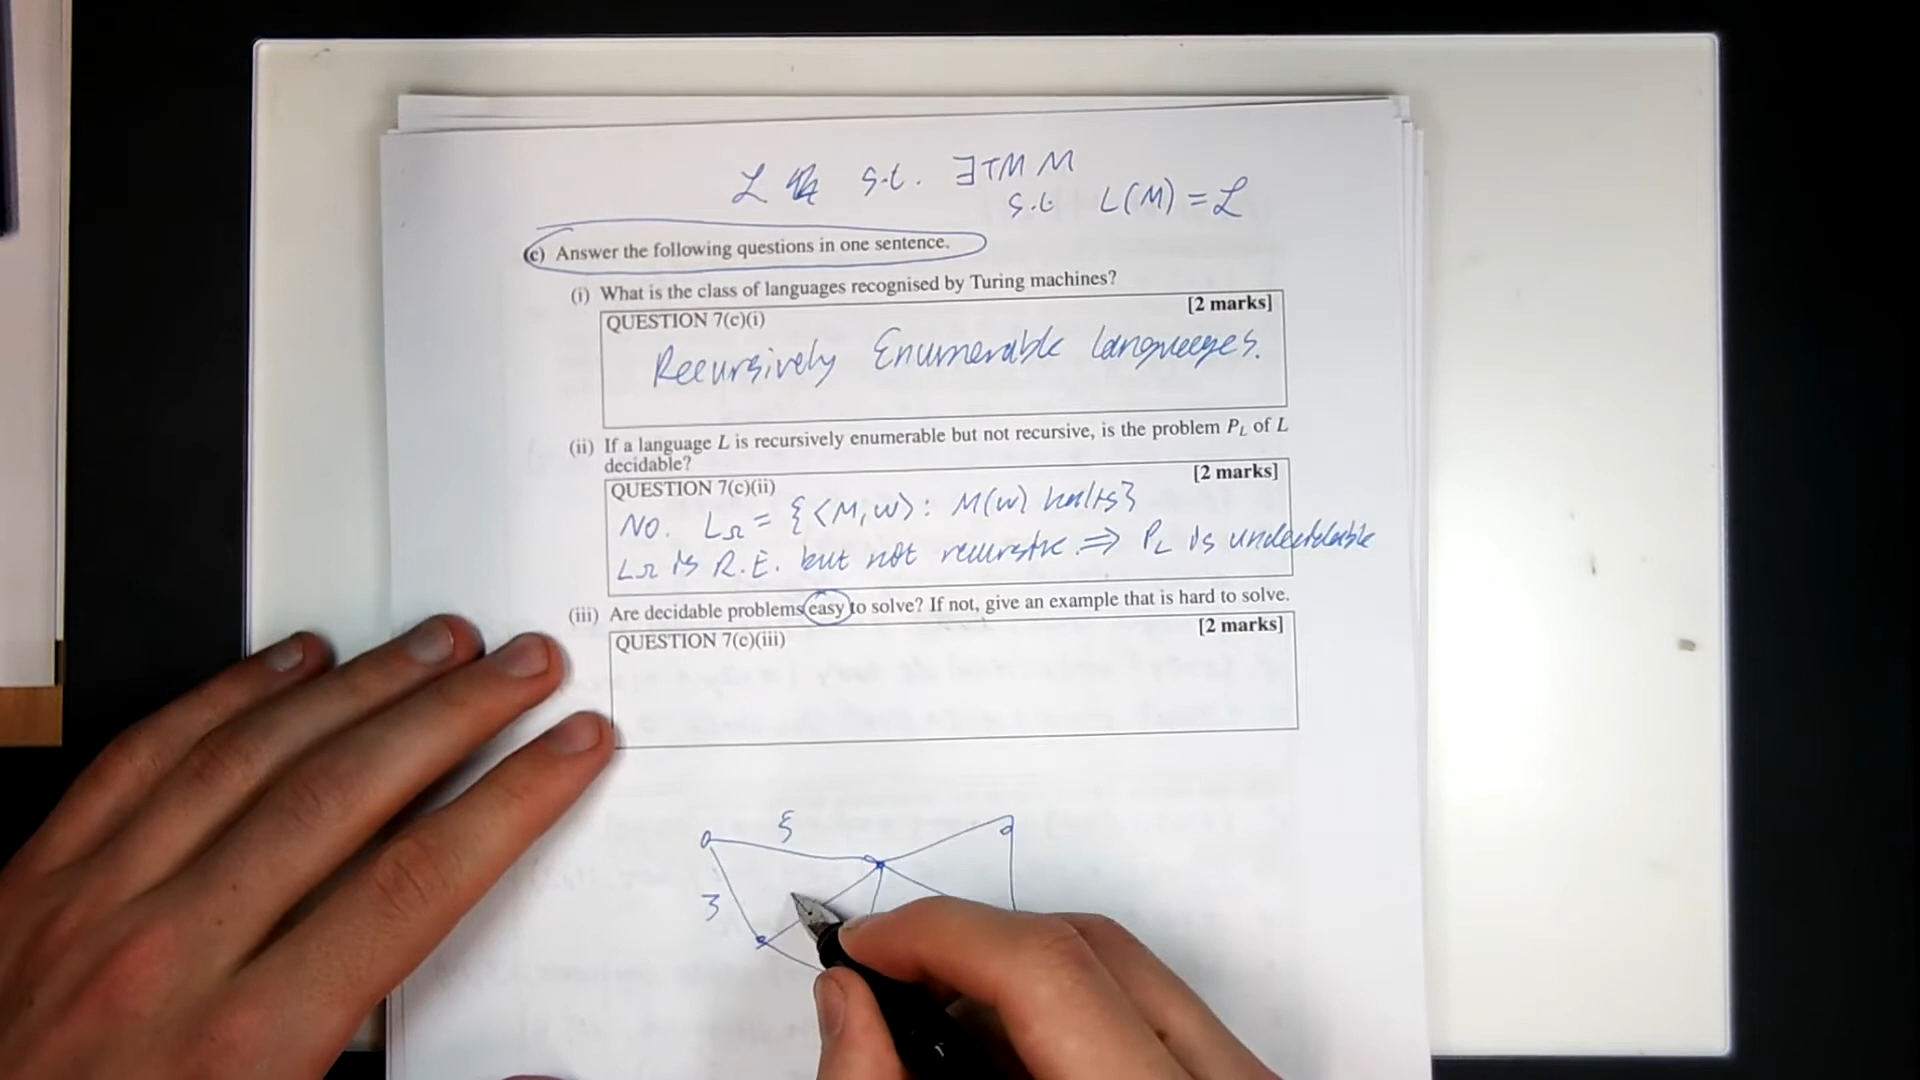 L s.t. ∃TM M
s.t L(M) = L
(c) Answer the following questions in one sentence.
(i) What is the class of languages recognised by Turing machines?
[2 marks]
QUESTION 7(c)(i)
Recursively Enumerable languages.
(ii) If a language L is recursively enumerable but not recursive, is the problem P_L of L
decidable?
[2 marks]
QUESTION 7(c)(ii)
NO. L_Ω = {<M,w>: M(w) halts}
L_Ω is R.E. but not recursive. ⇒ P_L is undecidable
(iii) Are decidable problems easy to solve? If not, give an example that is hard to solve.
[2 marks]
QUESTION 7(c)(iii)
5
3